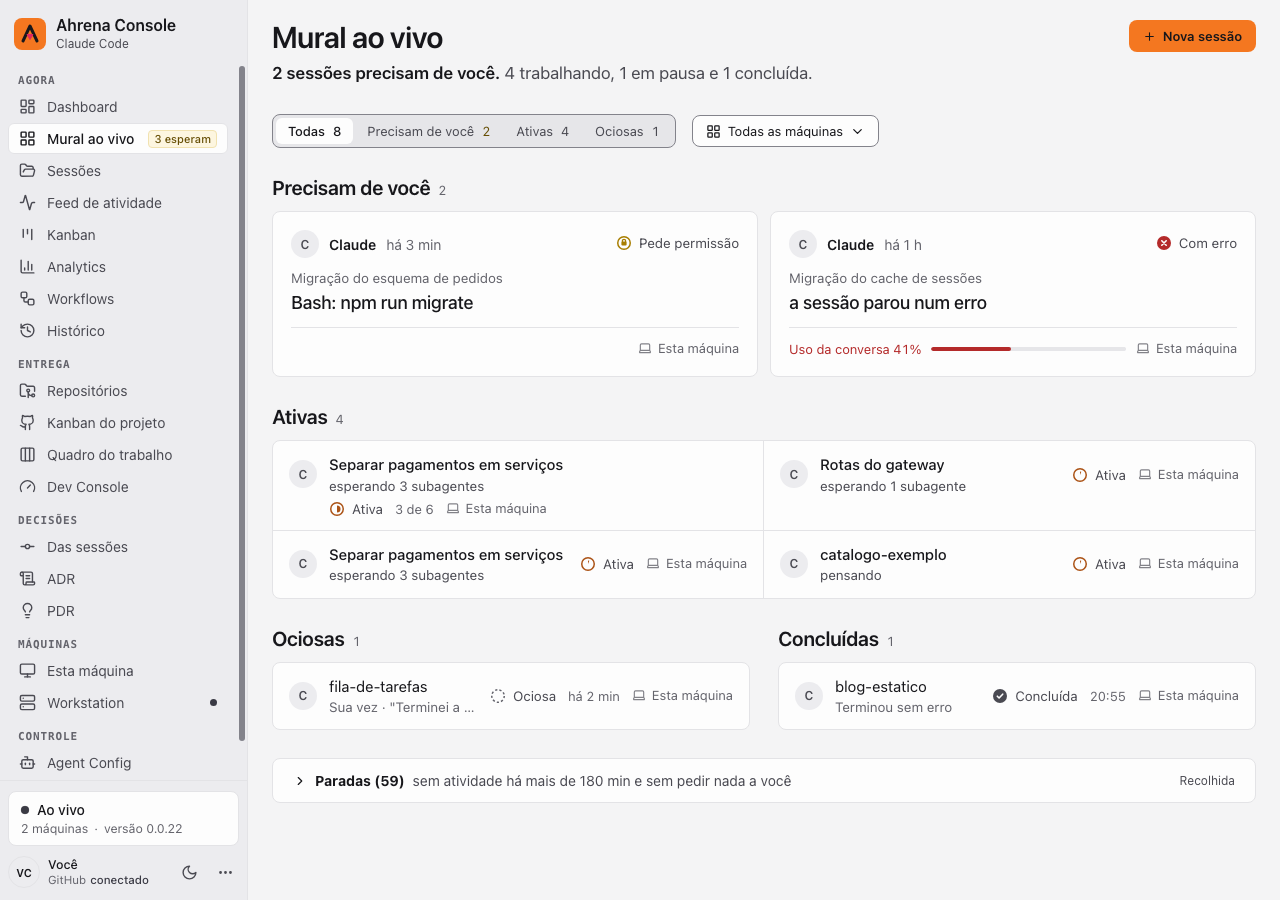 Ahrena Console
Claude Code
AGORA
Dashboard
Mural ao vivo
3 esperam
Sessões
Feed de atividade
Kanban
Analytics
Workflows
Histórico
ENTREGA
Repositórios
Kanban do projeto
Quadro do trabalho
Dev Console
DECISÕES
Das sessões
ADR
PDR
MÁQUINAS
Esta máquina
Workstation
CONTROLE
Agent Config
Ao vivo
2 máquinas · versão 0.0.22
VC
Você
GitHub conectado
Mural ao vivo
Nova sessão
2 sessões precisam de você. 4 trabalhando, 1 em pausa e 1 concluída.
Todas 8
Precisam de você 2
Ativas 4
Ociosas 1
Todas as máquinas
Precisam de você 2
C
Claude há 3 min
Pede permissão
Migração do esquema de pedidos
Bash: npm run migrate
Esta máquina
C
Claude há 1 h
Com erro
Migração do cache de sessões
a sessão parou num erro
Uso da conversa 41%
Esta máquina
Ativas 4
C
Separar pagamentos em serviços
esperando 3 subagentes
Ativa 3 de 6 Esta máquina
C
Rotas do gateway
esperando 1 subagente
Ativa Esta máquina
C
Separar pagamentos em serviços
esperando 3 subagentes
Ativa Esta máquina
C
catalogo-exemplo
pensando
Ativa Esta máquina
Ociosas 1
C
fila-de-tarefas
Sua vez · "Terminei a ...
Ociosa há 2 min Esta máquina
Concluídas 1
C
blog-estatico
Terminou sem erro
Concluída 20:55 Esta máquina
Paradas (59) sem atividade há mais de 180 min e sem pedir nada a você
Recolhida